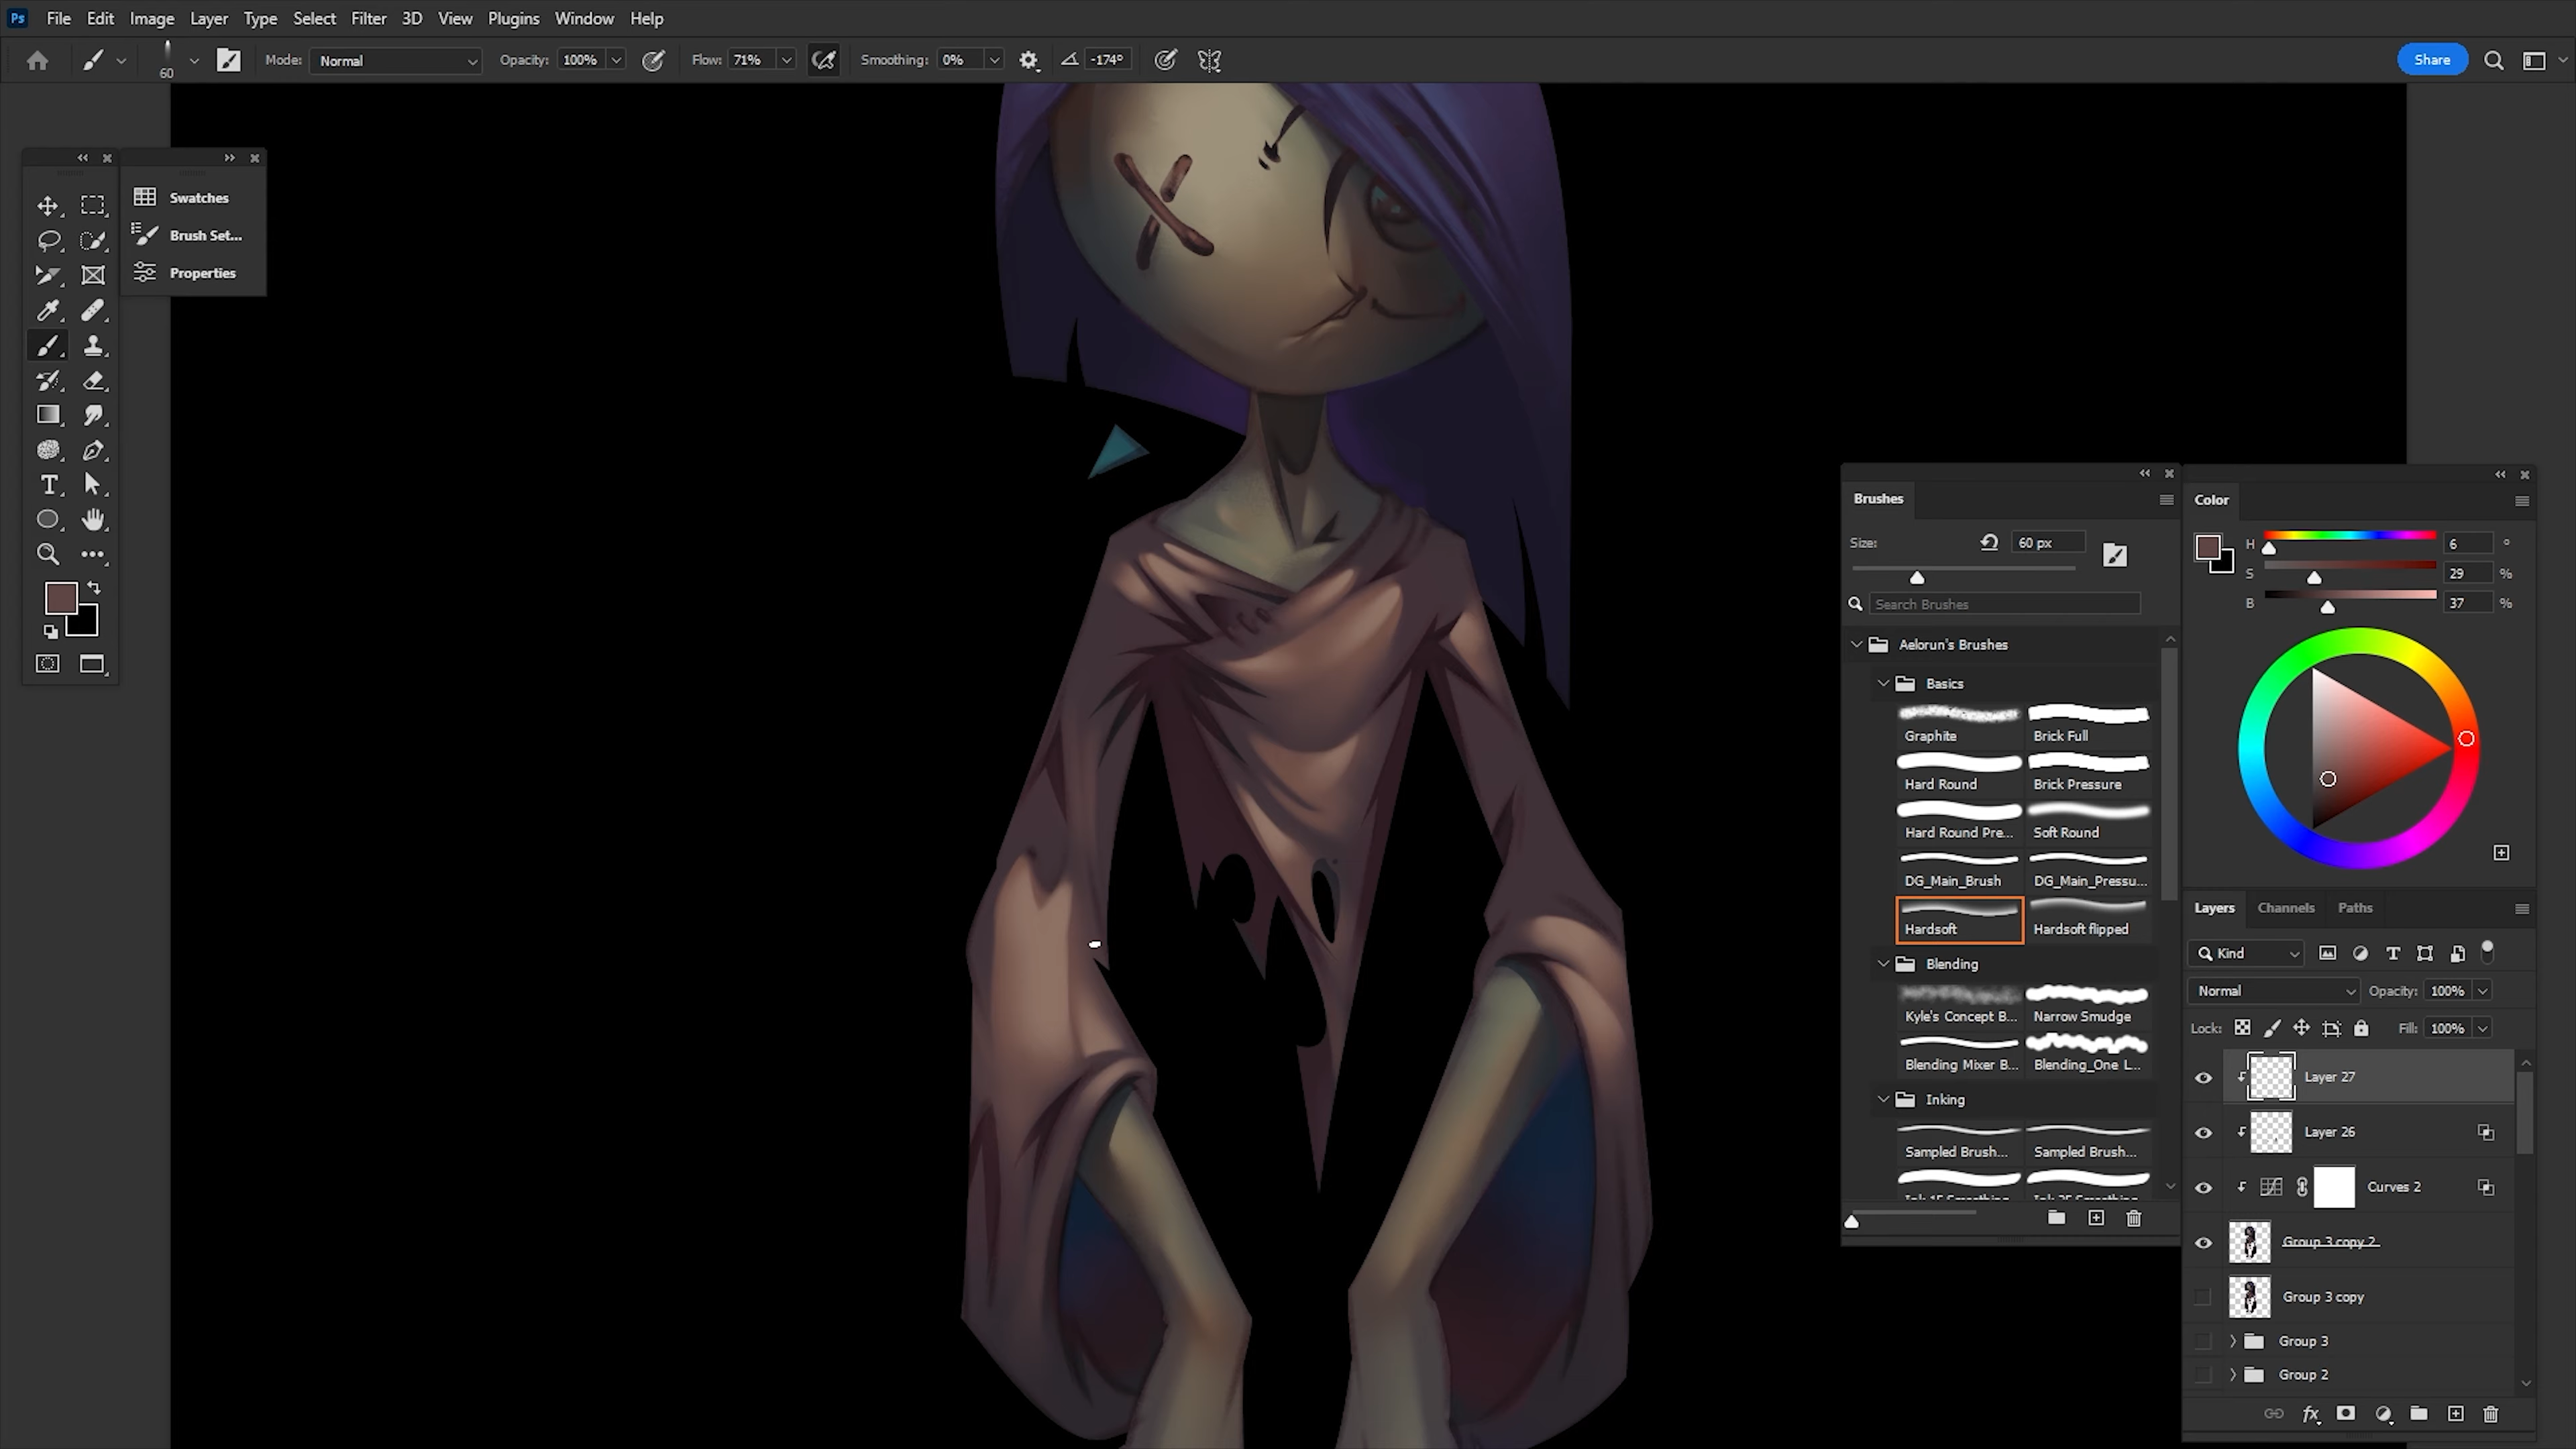 Ps File Edit Image Layer Type Select Filter 3D View Plugins Window Help
60 Mode: Normal Opacity: 100% Flow: 71% Smoothing: 0% -174° Share
Swatches
Brush Set...
Properties
Brushes
Size: 60 px
Search Brushes
Aelorun's Brushes
Basics
Graphite Brick Full
Hard Round Brick Pressure
Hard Round Pre... Soft Round
DG_Main_Brush DG_Main_Pressu...
Hardsoft Hardsoft flipped
Blending
Kyle's Concept B... Narrow Smudge
Blending Mixer B... Blending_One L...
Inking
Sampled Brush... Sampled Brush...
Color
H 6 °
S 29 %
B 37 %
Layers Channels Paths
Kind
Normal Opacity: 100%
Lock: Fill: 100%
Layer 27
Layer 26
Curves 2
Group 3 copy 2
Group 3 copy
Group 3
Group 2
fx